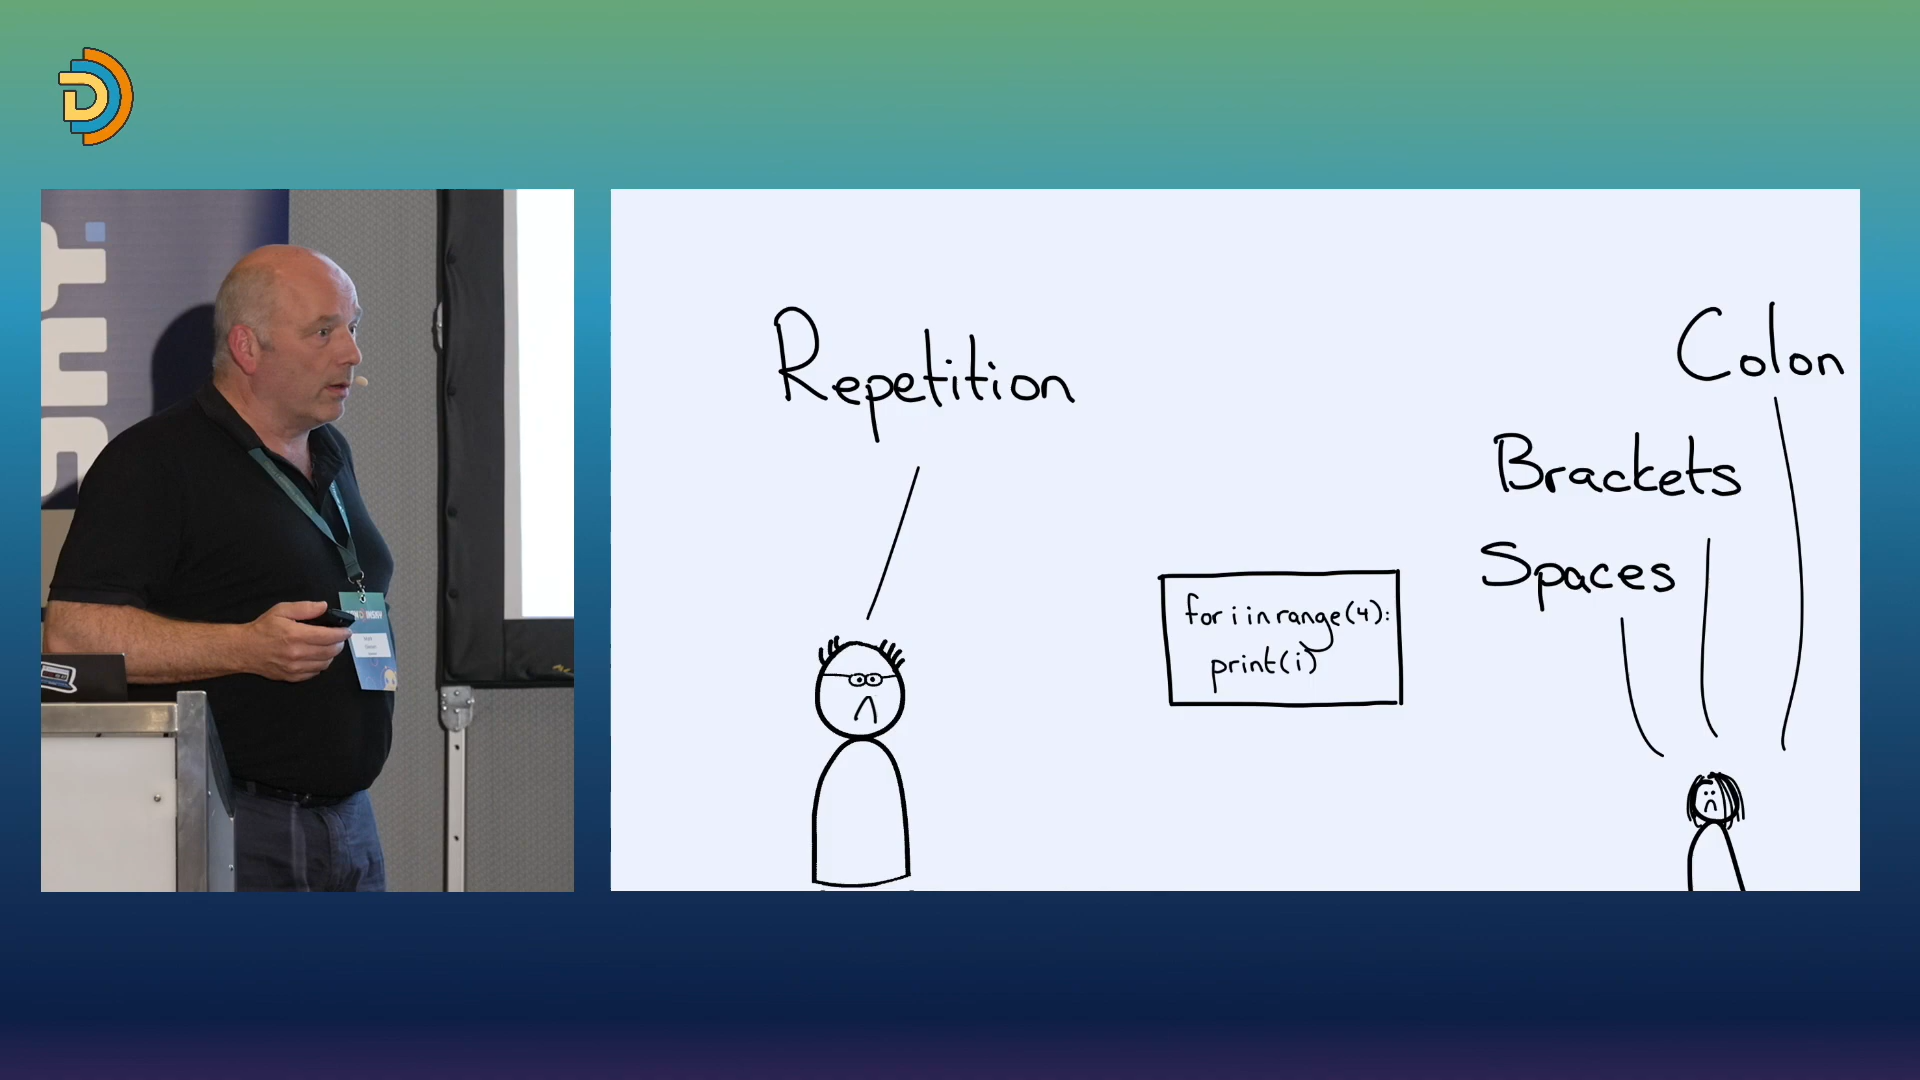 Repetition
Colon
Brackets
Spaces
for i in range(4):
print(i)